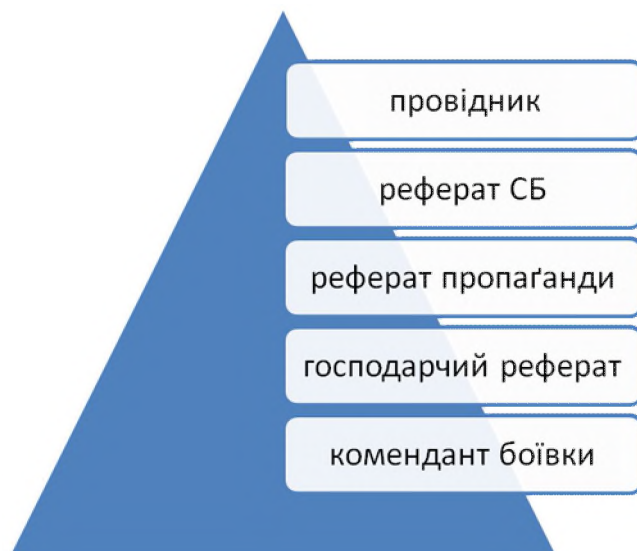 провідник
реферат СБ
реферат пропаґанди
господарчий реферат
комендант боївки